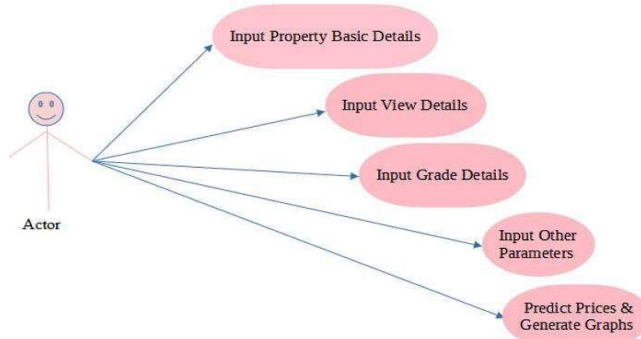 Input Property Basic Details
Input View Details
Input Grade Details
Actor
Input Other
Parameters
Predict Prices &
Generate Graphs